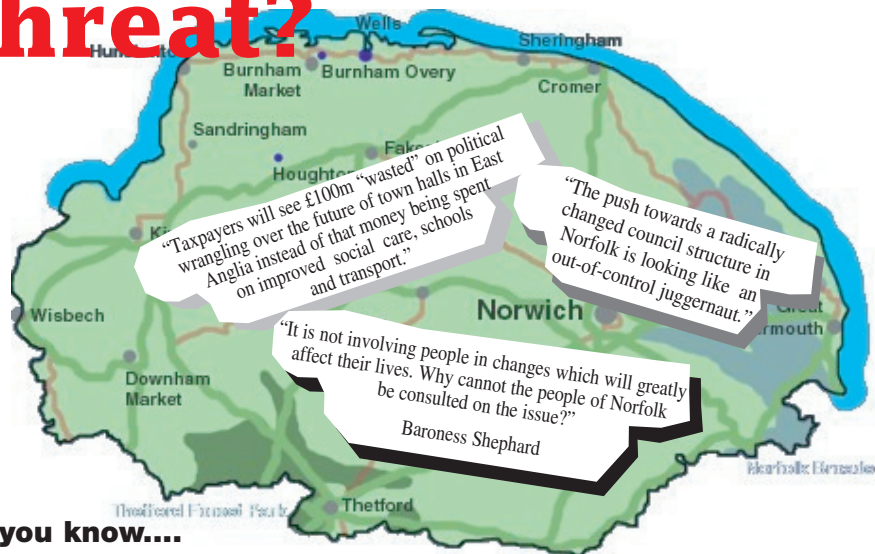 hreat?
Wells
Sheringham
Burnham
Market
Burnham Overy
Cromer
Sandringham
"Taxpayers will see £100m "wasted" on political
wrangling over the future of town halls in East
Anglia instead of that money being spent
on improved social care, schools
and transport."
"The push towards a radically
changed council structure in
Norfolk is looking like an
out-of-control juggernaut."
Norwich
Great
rmouth
Wisbech
"It is not involving people in changes which will greatly
affect their lives. Why cannot the people of Norfolk
be consulted on the issue?"
Baroness Shephard
Downham
Market
Thetford
you know....